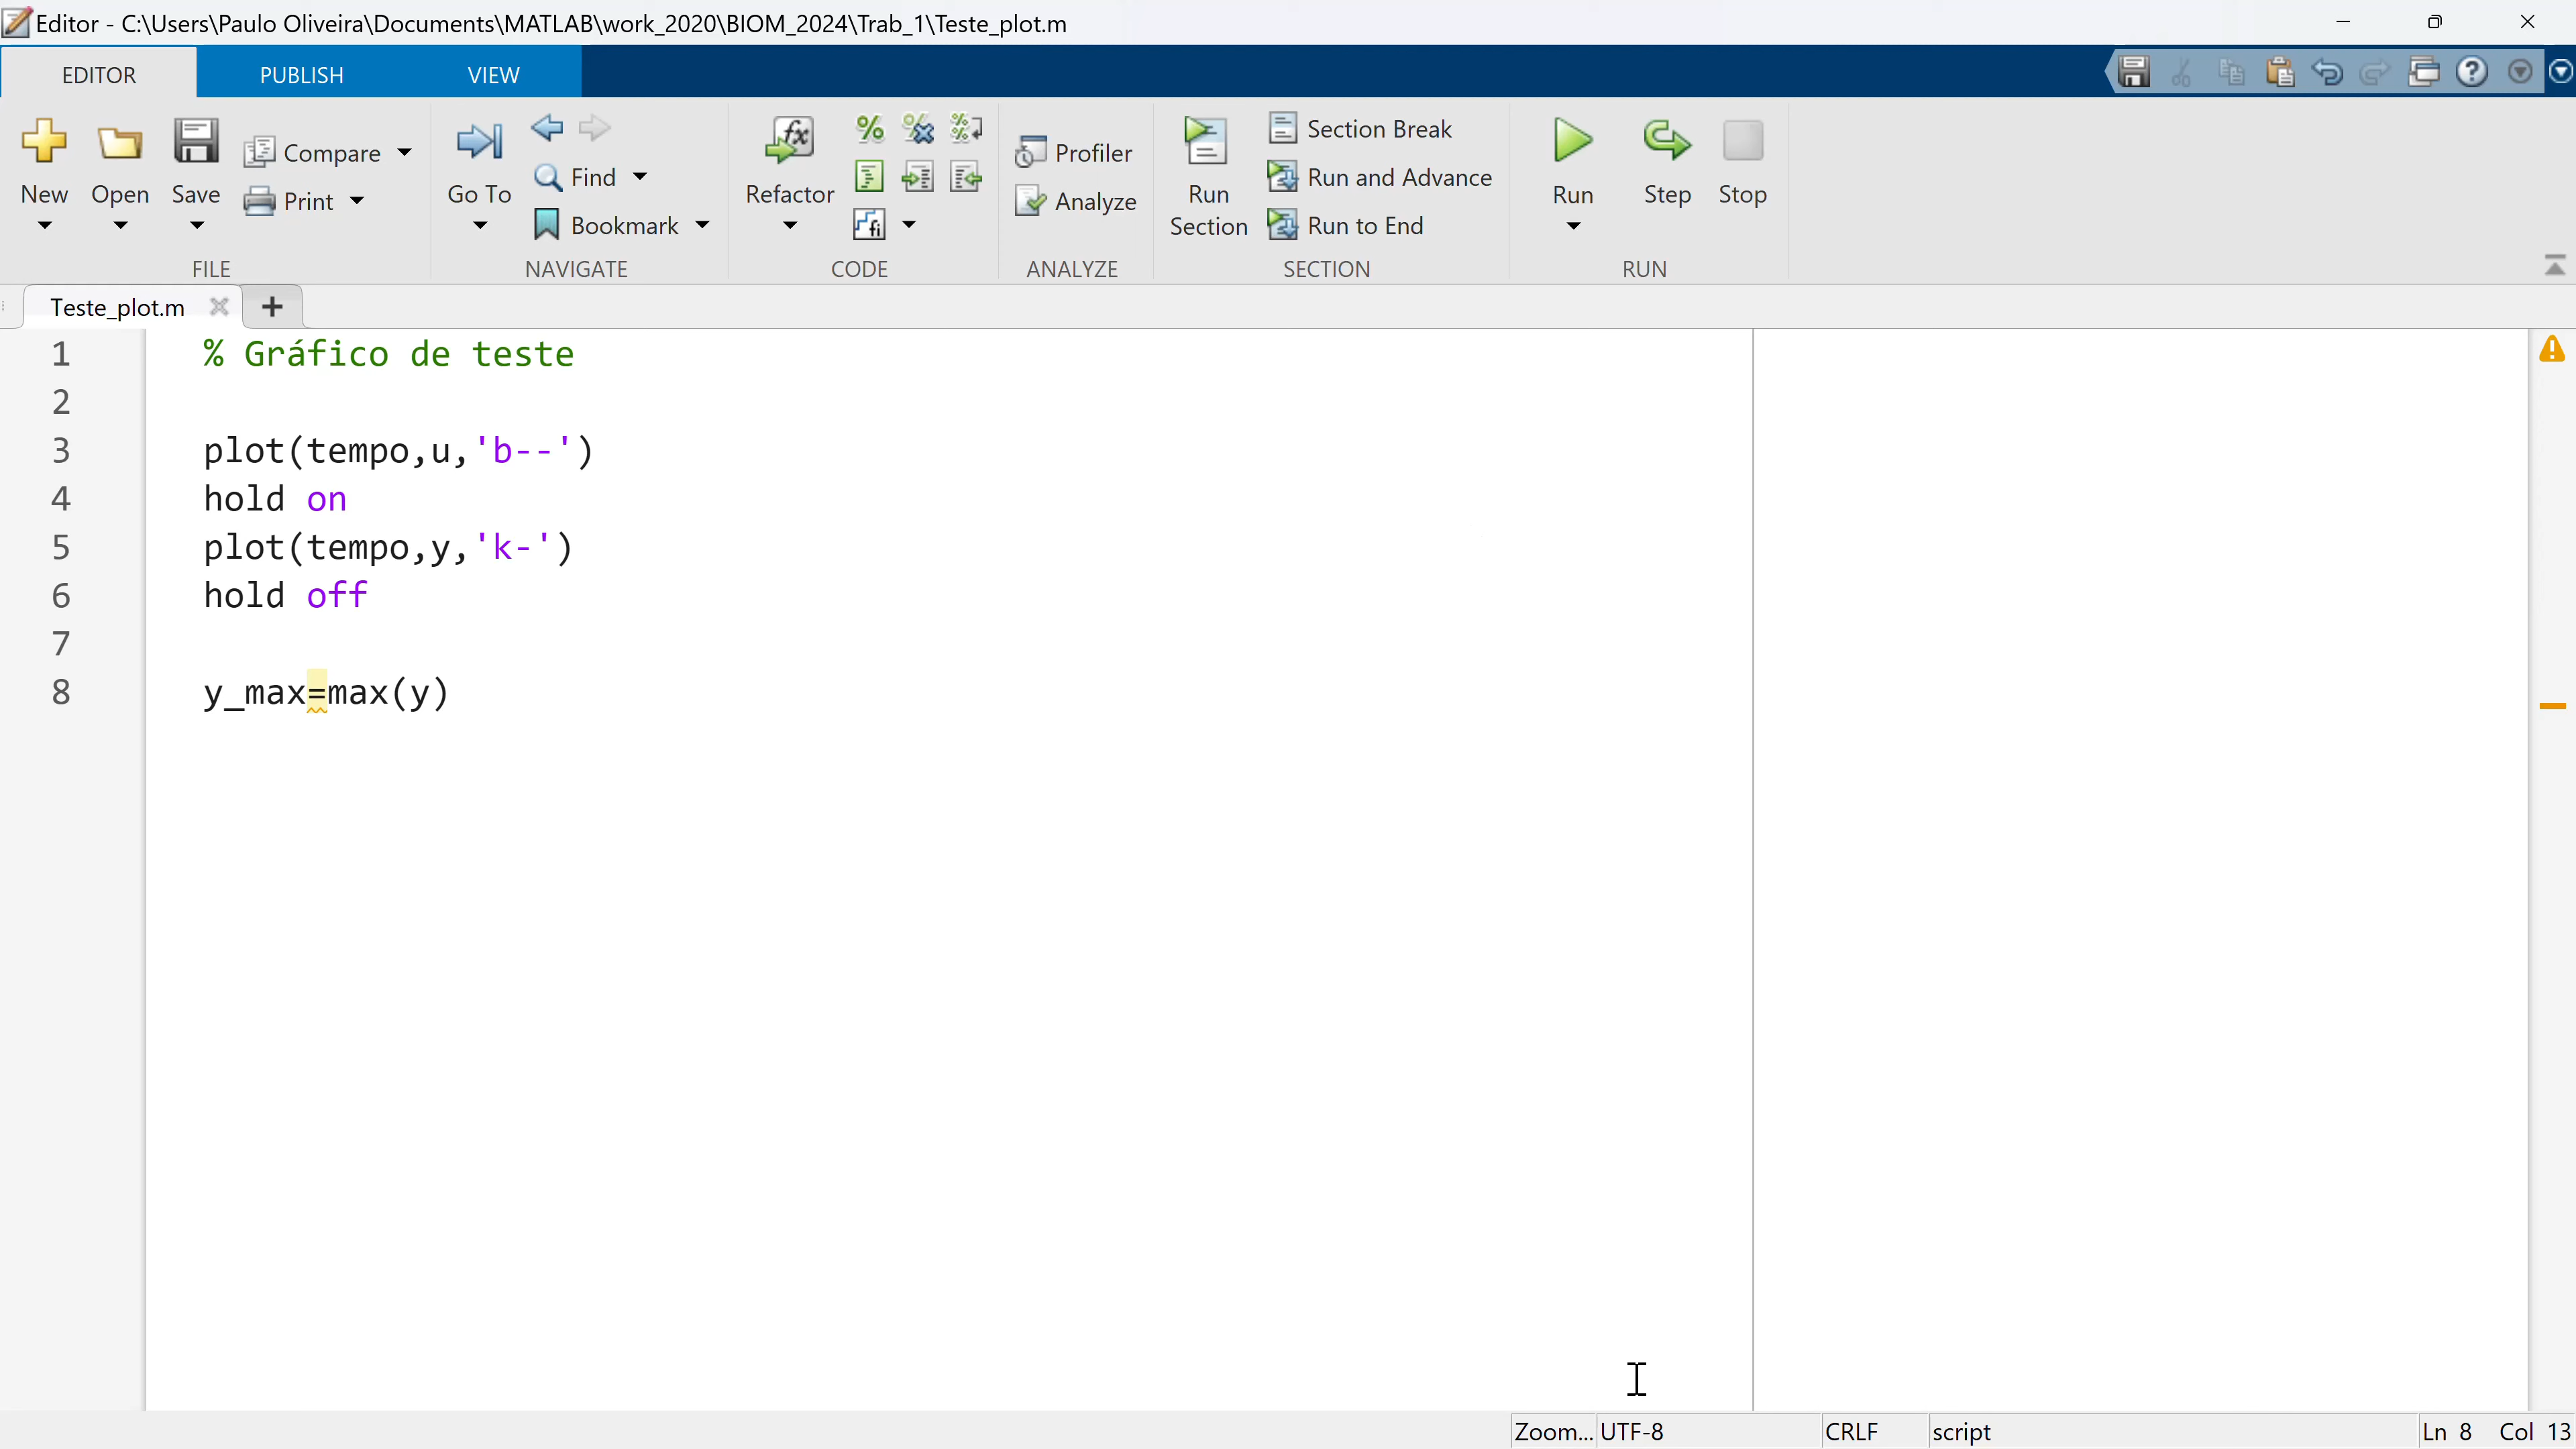 Editor - C:\Users\Paulo Oliveira\Documents\MATLAB\work_2020\BIOM_2024\Trab_1\Teste_plot.m
EDITOR PUBLISH VIEW
New Open Save Compare Print
FILE
Go To Find Bookmark
NAVIGATE
Refactor
CODE
Profiler
Analyze
ANALYZE
Run Section
Section Break
Run and Advance
Run to End
SECTION
Run Step Stop
RUN
Teste_plot.m
1 % Gráfico de teste
2
3 plot(tempo,u,'b--')
4 hold on
5 plot(tempo,y,'k-')
6 hold off
7
8 y_max=max(y)
Zoom... UTF-8 CRLF script Ln 8 Col 13